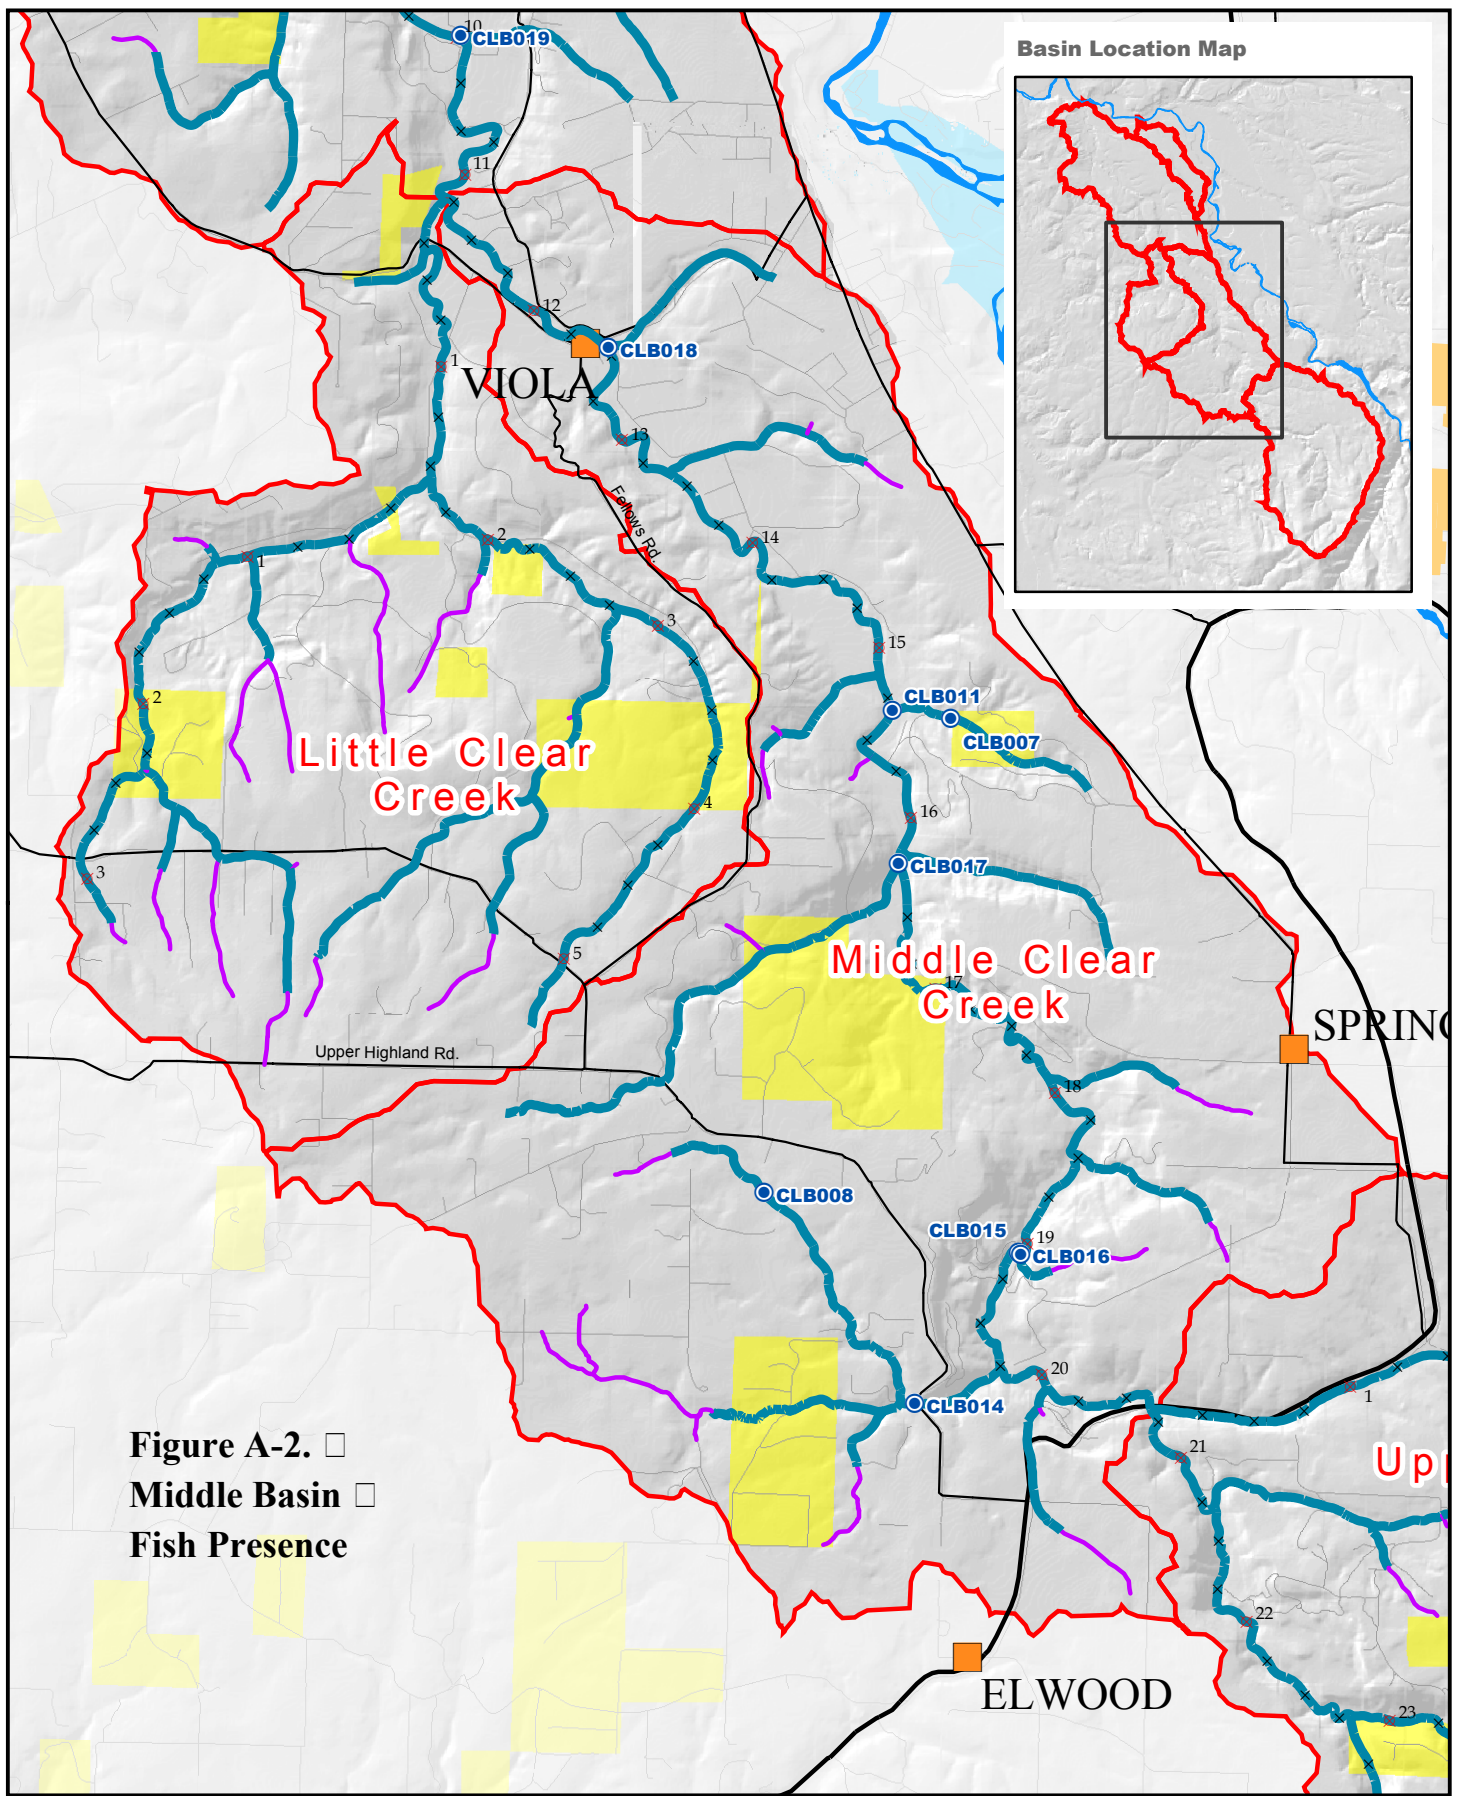 Basin Location Map
10
CLB019
11
12
CLB018
1
VIOLA
13
Fellows Rd.
2
14
1
3
15
2
CLB011
CLB007
Little Clear
Creek
4
16
CLB017
3
5
Middle Clear
Creek
17
SPRING
Upper Highland Rd.
18
CLB008
CLB015
19
CLB016
20
1
CLB014
21
Upp
Figure A-2. □
Middle Basin □
Fish Presence
22
ELWOOD
23